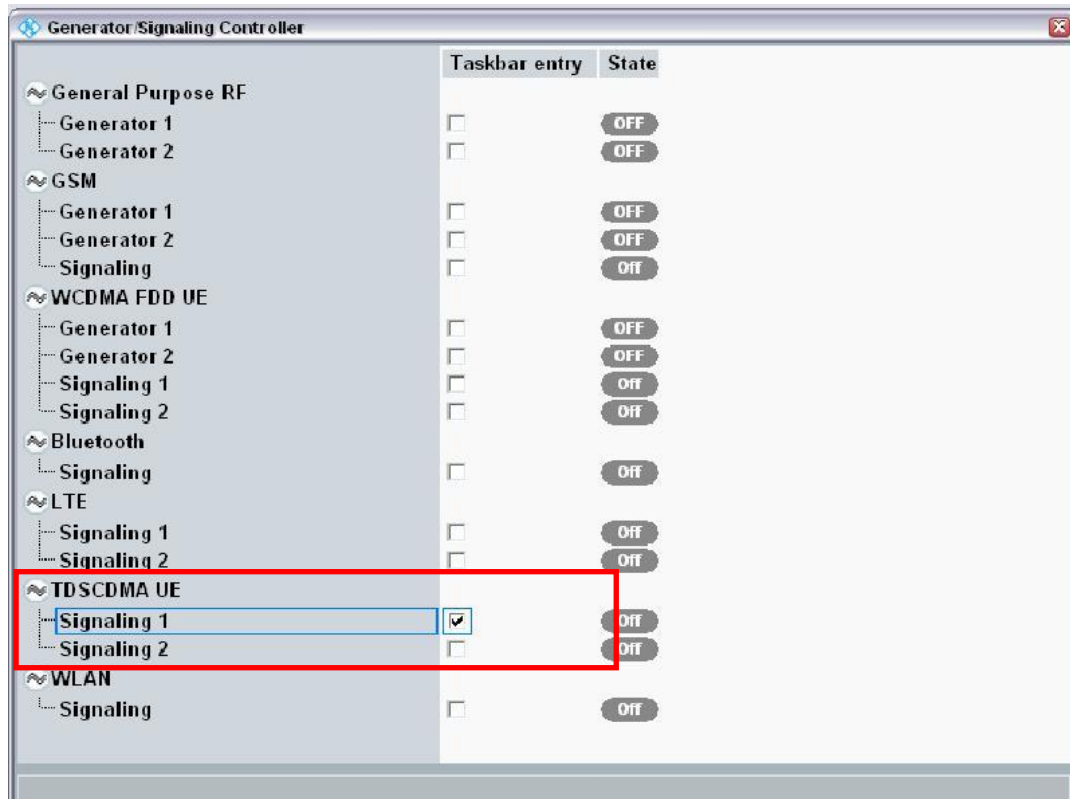 Generator/Signaling Controller
Taskbar entry State
General Purpose RF
Generator 1 OFF
Generator 2 OFF
GSM
Generator 1 OFF
Generator 2 OFF
Signaling Off
WCDMA FDD UE
Generator 1 OFF
Generator 2 OFF
Signaling 1 Off
Signaling 2 Off
Bluetooth
Signaling Off
LTE
Signaling 1 Off
Signaling 2 Off
TDSCDMA UE
Signaling 1 Off
Signaling 2 Off
WLAN
Signaling Off